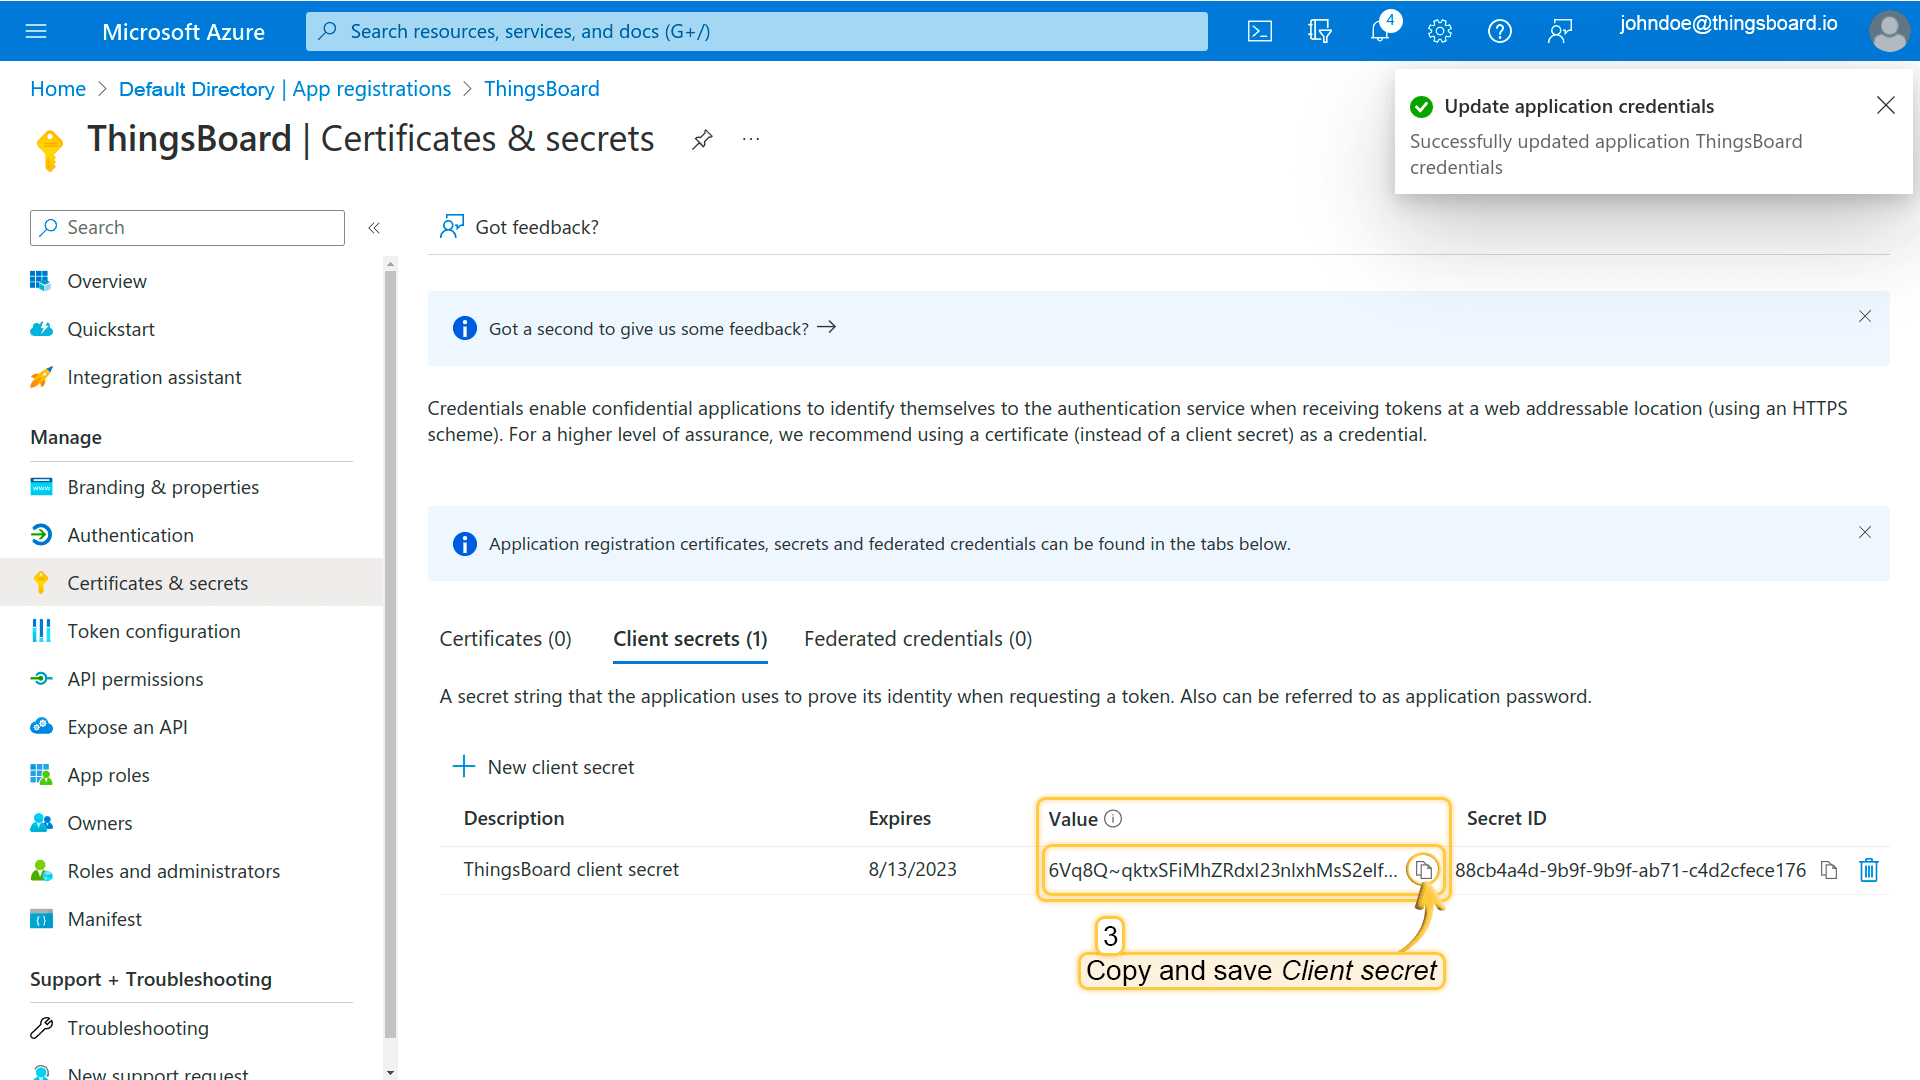 Microsoft Azure
Search resources, services, and docs (G+/)
4
johndoe@thingsboard.io
Home > Default Directory | App registrations > ThingsBoard
ThingsBoard | Certificates & secrets
...
Update application credentials
Successfully updated application ThingsBoard
credentials
Search
«
Got feedback?
Overview
Quickstart
Integration assistant
Manage
Branding & properties
Authentication
Certificates & secrets
Token configuration
API permissions
Expose an API
App roles
Owners
Roles and administrators
Manifest
Support + Troubleshooting
Troubleshooting
New support request
Got a second to give us some feedback? →
Credentials enable confidential applications to identify themselves to the authentication service when receiving tokens at a web addressable location (using an HTTPS
scheme). For a higher level of assurance, we recommend using a certificate (instead of a client secret) as a credential.
Application registration certificates, secrets and federated credentials can be found in the tabs below.
Certificates (0) Client secrets (1) Federated credentials (0)
A secret string that the application uses to prove its identity when requesting a token. Also can be referred to as application password.
New client secret
Description Expires Value Secret ID
ThingsBoard client secret 8/13/2023 6Vq8Q~qktxSFiMhZRdxl23nlxhMsS2elf... 88cb4a4d-9b9f-9b9f-ab71-c4d2cfece176
3
Copy and save Client secret